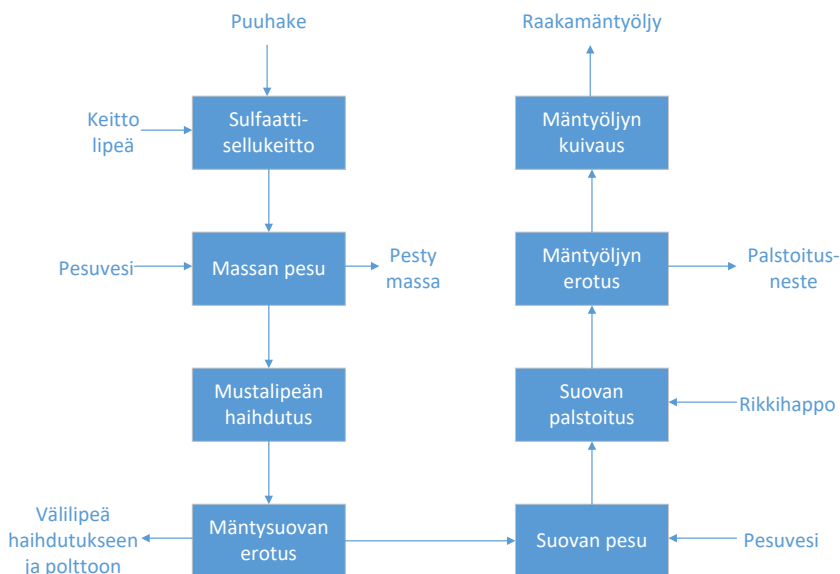 Puuhake
Raakamäntyöljy
Keitto
lipeä
Sulfaatti-
sellukeitto
Mäntyöljyn
kuivaus
Pesuvesi
Massan pesu
Pesty
massa
Mäntyöljyn
erotus
Palstoitus-
neste
Mustalipeän
haihdutus
Suovan
palstoitus
Rikkihappo
Välilipeä
haihdutukseen
ja polttoon
Mäntysuovan
erotus
Suovan pesu
Pesuvesi